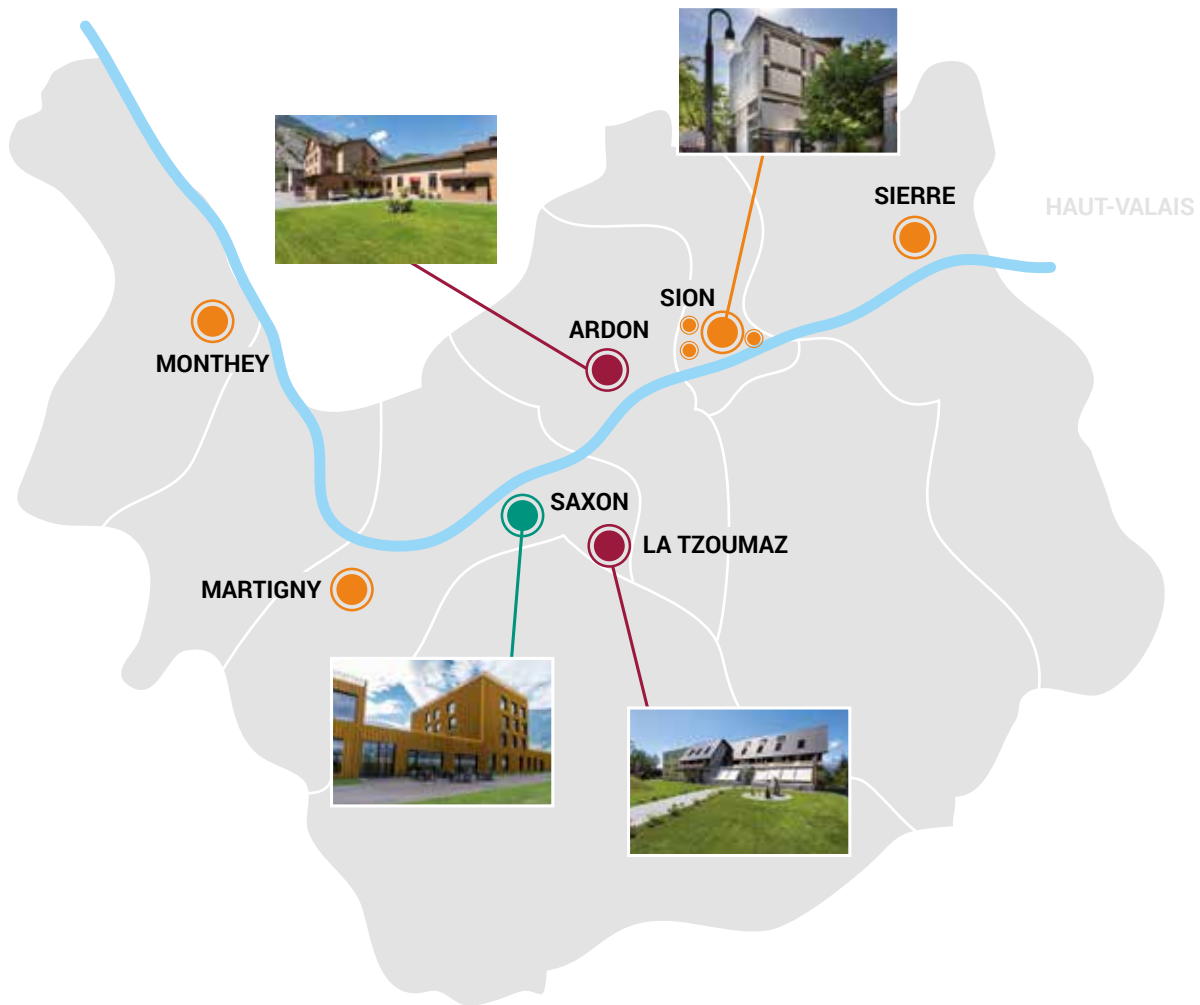 SIERRE
HAUT-VALAIS
SION
ARDON
MONTHEY
SAXON
LA TZOUMAZ
MARTIGNY